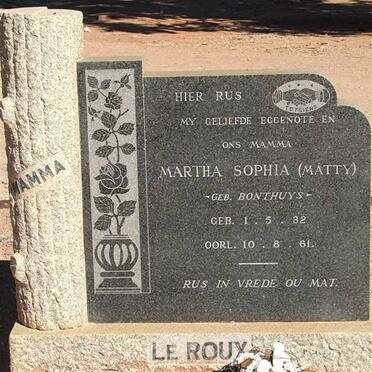 MAMMA
HIER RUS
TOTSIENS
MY GELIEFDE EGGENOTE EN
ONS MAMMA
MARTHA SOPHIA (MATTY)
~GEB. BONTHUYS~
GEB. 1. 5. 32
OORL. 10. 8. 61.
RUS IN VREDE OU MAT.
LE ROUX